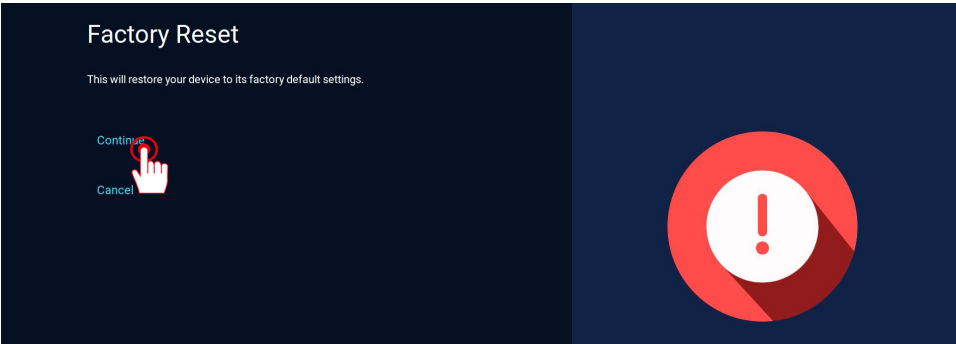 Factory Reset
This will restore your device to its factory default settings.
Continue
Cancel